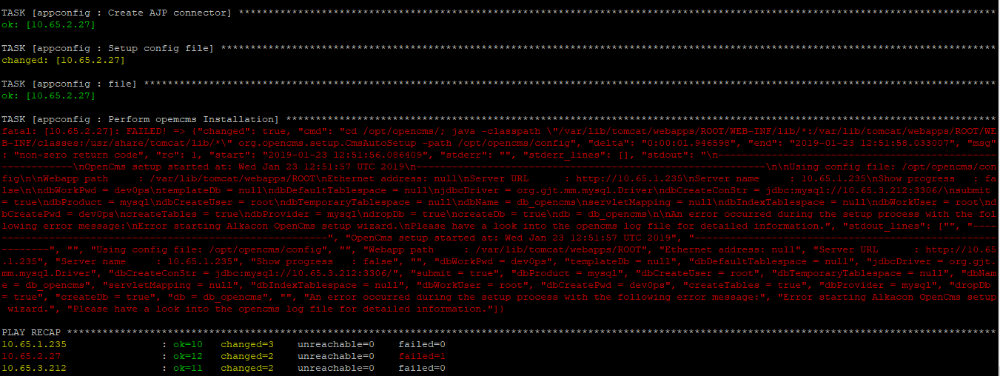 TASK [appconfig : Create AJP connector] ****************************************************************************************************************************
ok: [10.65.2.27]
TASK [appconfig : Setup config file] *******************************************************************************************************************************
changed: [10.65.2.27]
TASK [appconfig : file] ********************************************************************************************************************************************
ok: [10.65.2.27]
TASK [appconfig : Perform opemcms Installation] ********************************************************************************************************************
fatal: [10.65.2.27]: FAILED! => {"changed": true, "cmd": "cd /opt/opencms/; java -classpath \"/var/lib/tomcat/webapps/ROOT/WEB-INF/lib/*:/var/lib/tomcat/webapps/ROOT/WE
B-INF/classes:/usr/share/tomcat/lib/*\" org.opencms.setup.CmsAutoSetup -path /opt/opencms/config", "delta": "0:00:01.946598", "end": "2019-01-23 12:51:58.033007", "msg"
: "non-zero return code", "rc": 1, "start": "2019-01-23 12:51:56.086409", "stderr": "", "stderr_lines": [], "stdout": "\n-----------------------------------------------
------------\nOpenCms setup started at: Wed Jan 23 12:51:57 UTC 2019\n---------------------------------------------------------\n\nUsing config file: /opt/opencms/con
fig\n\nWebapp path     : /var/lib/tomcat/webapps/ROOT\nEthernet address: null\nServer URL      : http://10.65.1.235\nServer name     : 10.65.1.235\nShow progress   : fa
lse\n\ndbWorkPwd = dev0ps\ntemplateDb = null\ndbDefaultTablespace = null\njdbcDriver = org.gjt.mm.mysql.Driver\ndbCreateConStr = jdbc:mysql://10.65.3.212:3306/\nsubmit
= true\ndbProduct = mysql\ndbCreateUser = root\ndbTemporaryTablespace = null\ndbName = db_opencms\nservletMapping = null\ndbIndexTablespace = null\ndbWorkUser = root\nd
bCreatePwd = dev0ps\ncreateTables = true\ndbProvider = mysql\ndropDb = true\ncreateDb = true\ndb = db_opencms\n\nAn error occurred during the setup process with the fol
lowing error message:\nError starting Alkacon OpenCms setup wizard.\nPlease have a look into the opencms log file for detailed information.", "stdout_lines": ["", "----
-----------------------------------------------------", "OpenCms setup started at: Wed Jan 23 12:51:57 UTC 2019", "-------------------------------------------------
--------", "", "Using config file: /opt/opencms/config", "", "Webapp path     : /var/lib/tomcat/webapps/ROOT", "Ethernet address: null", "Server URL      : http://10.65
.1.235", "Server name     : 10.65.1.235", "Show progress   : false", "", "dbWorkPwd = dev0ps", "templateDb = null", "dbDefaultTablespace = null", "jdbcDriver = org.gjt.
mm.mysql.Driver", "dbCreateConStr = jdbc:mysql://10.65.3.212:3306/", "submit = true", "dbProduct = mysql", "dbCreateUser = root", "dbTemporaryTablespace = null", "dbNam
e = db_opencms", "servletMapping = null", "dbIndexTablespace = null", "dbWorkUser = root", "dbCreatePwd = dev0ps", "createTables = true", "dbProvider = mysql", "dropDb
= true", "createDb = true", "db = db_opencms", "", "An error occurred during the setup process with the following error message:", "Error starting Alkacon OpenCms setup
 wizard.", "Please have a look into the opencms log file for detailed information."]}
PLAY RECAP *********************************************************************************************************************************************************
10.65.1.235                : ok=10   changed=3    unreachable=0    failed=0
10.65.2.27                 : ok=12   changed=2    unreachable=0    failed=1
10.65.3.212                : ok=11   changed=2    unreachable=0    failed=0